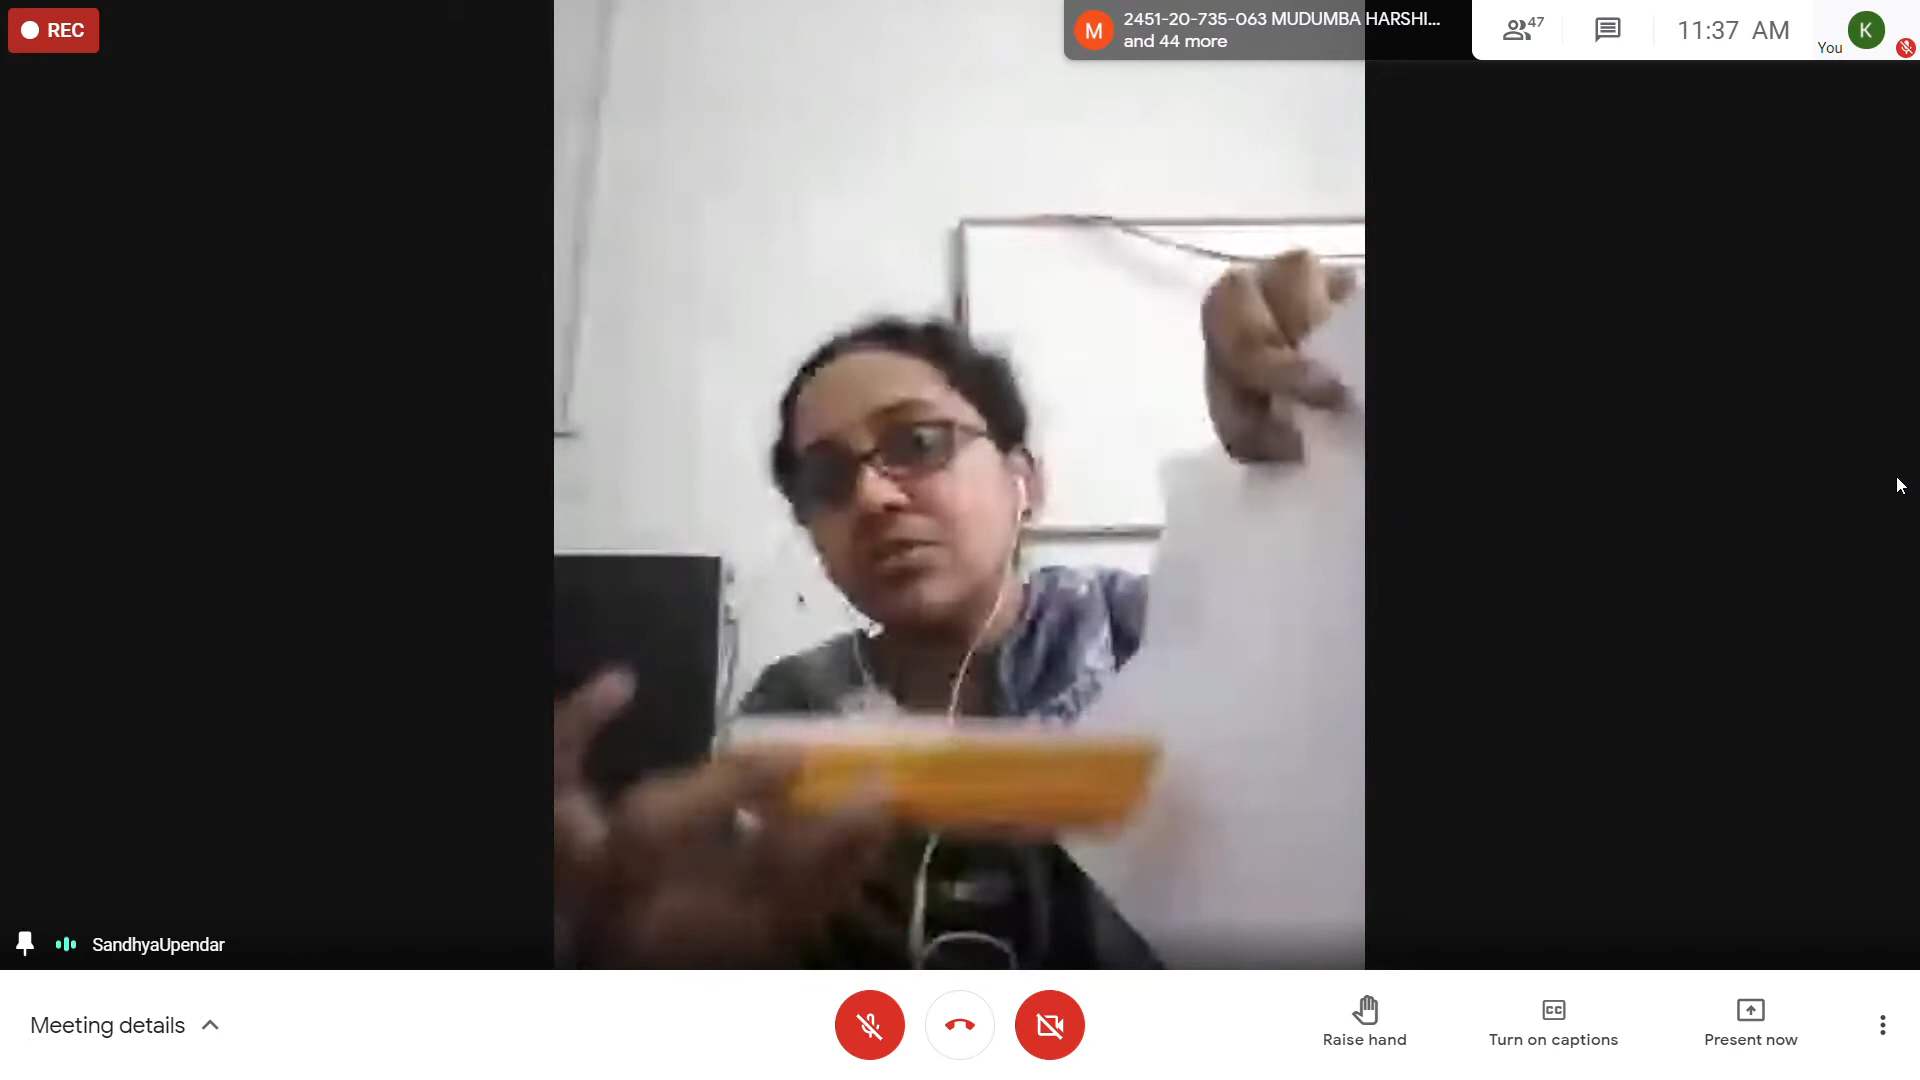 REC
M
2451-20-735-063 MUDUMBA HARSHI...
and 44 more
47
11:37 AM
You
K
SandhyaUpendar
Meeting details
Raise hand
CC
Turn on captions
Present now